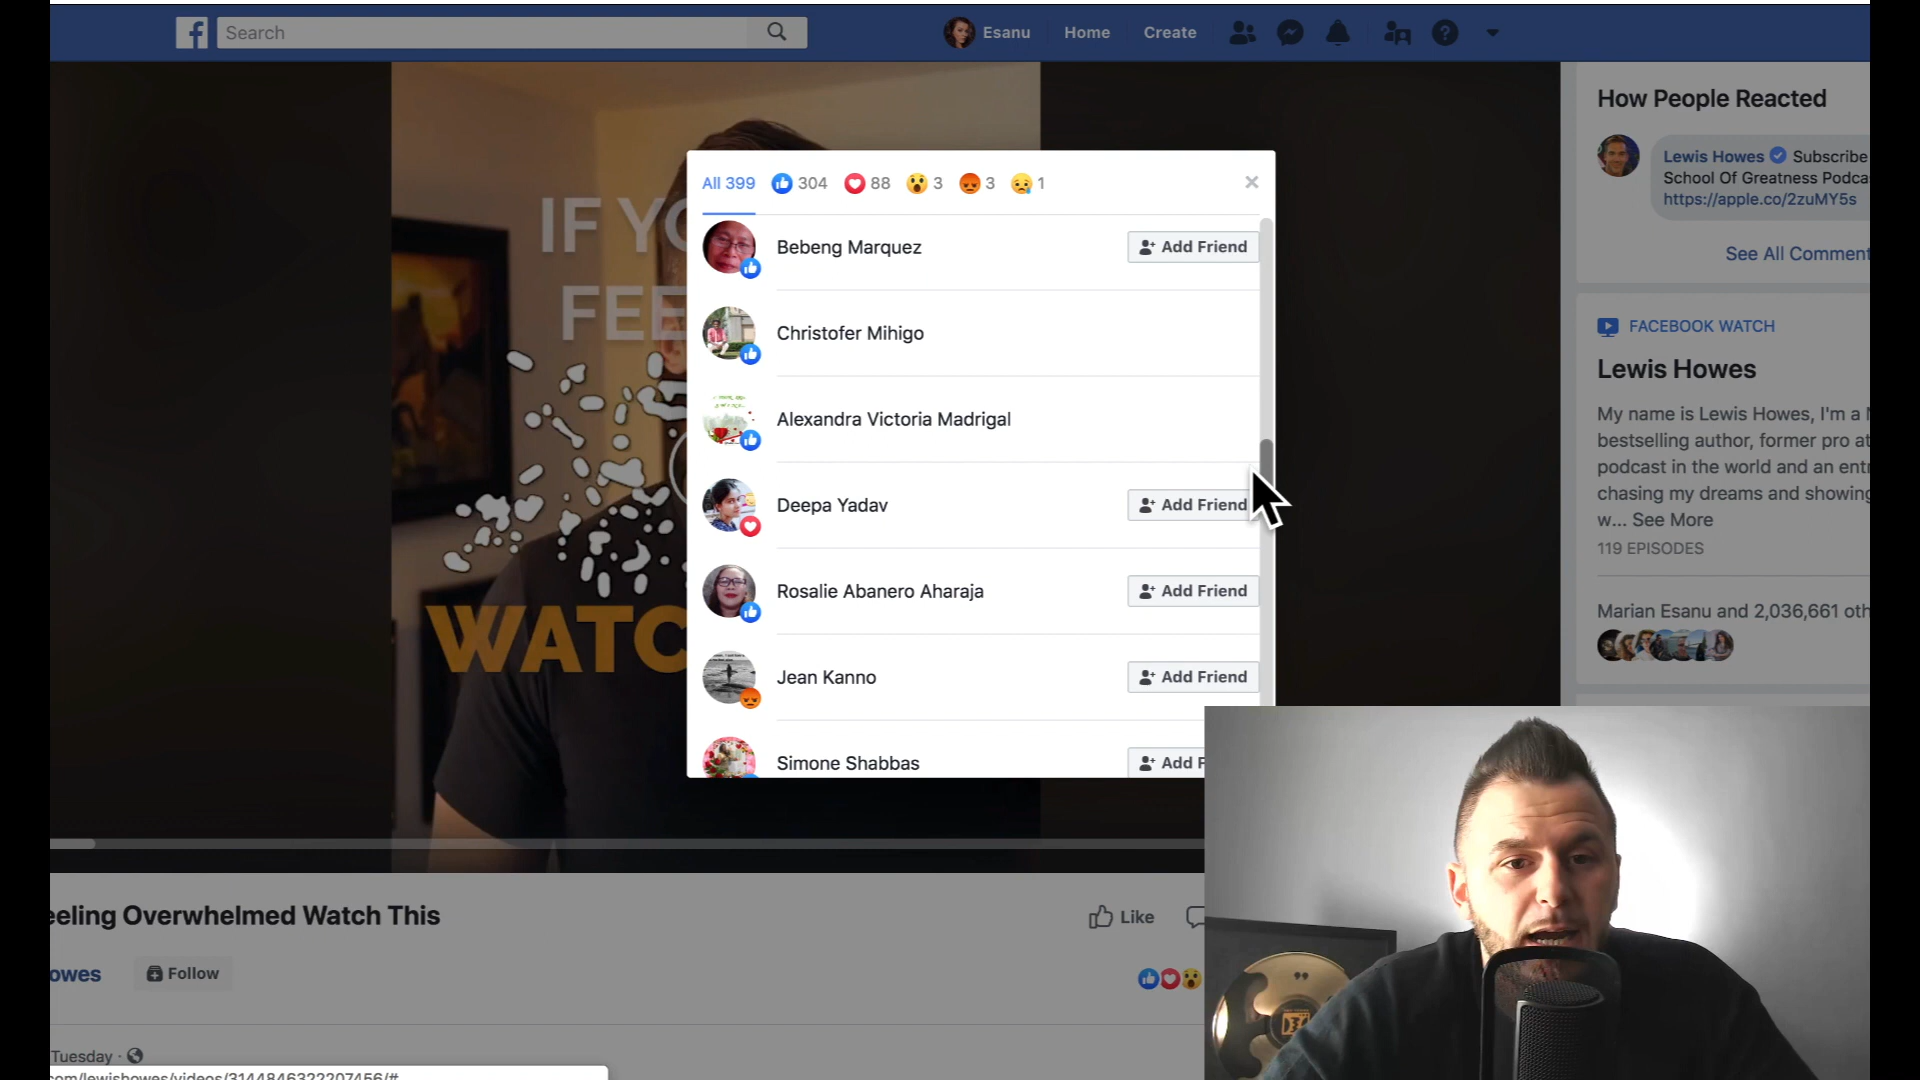 Search
Esanu
Home
Create
How People Reacted
Lewis Howes Subscribe
School Of Greatness Podca
https://apple.co/2zuMY5s
See All Comment
FACEBOOK WATCH
Lewis Howes
My name is Lewis Howes, I'm a
bestselling author, former pro at
podcast in the world and an ent
chasing my dreams and showing
w... See More
119 EPISODES
Marian Esanu and 2,036,661 oth
IF YO
FEE
WATC
All 399 304 88 3 3 1
Bebeng Marquez Add Friend
Christofer Mihigo
Alexandra Victoria Madrigal
Deepa Yadav Add Friend
Rosalie Abanero Aharaja Add Friend
Jean Kanno Add Friend
Simone Shabbas Add F
eeling Overwhelmed Watch This
Like
owes
Follow
Tuesday ·
com/lewishowes/videos/3144846322207456/#